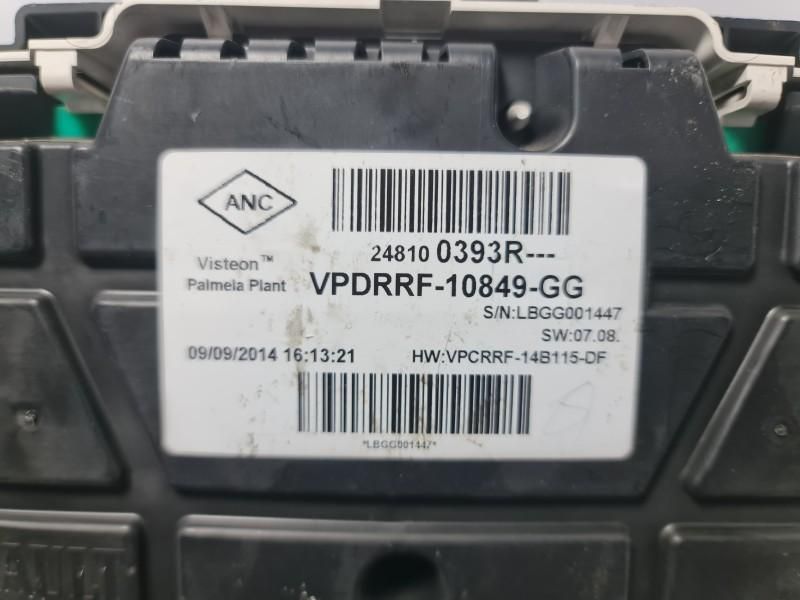 ANC
24810 0393R---
Visteon™
Palmela Plant
VPDRRF-10849-GG
S/N:LBGG001447
SW:07.08.
09/09/2014 16:13:21
HW:VPCRRF-14B115-DF
*LBGG001447*